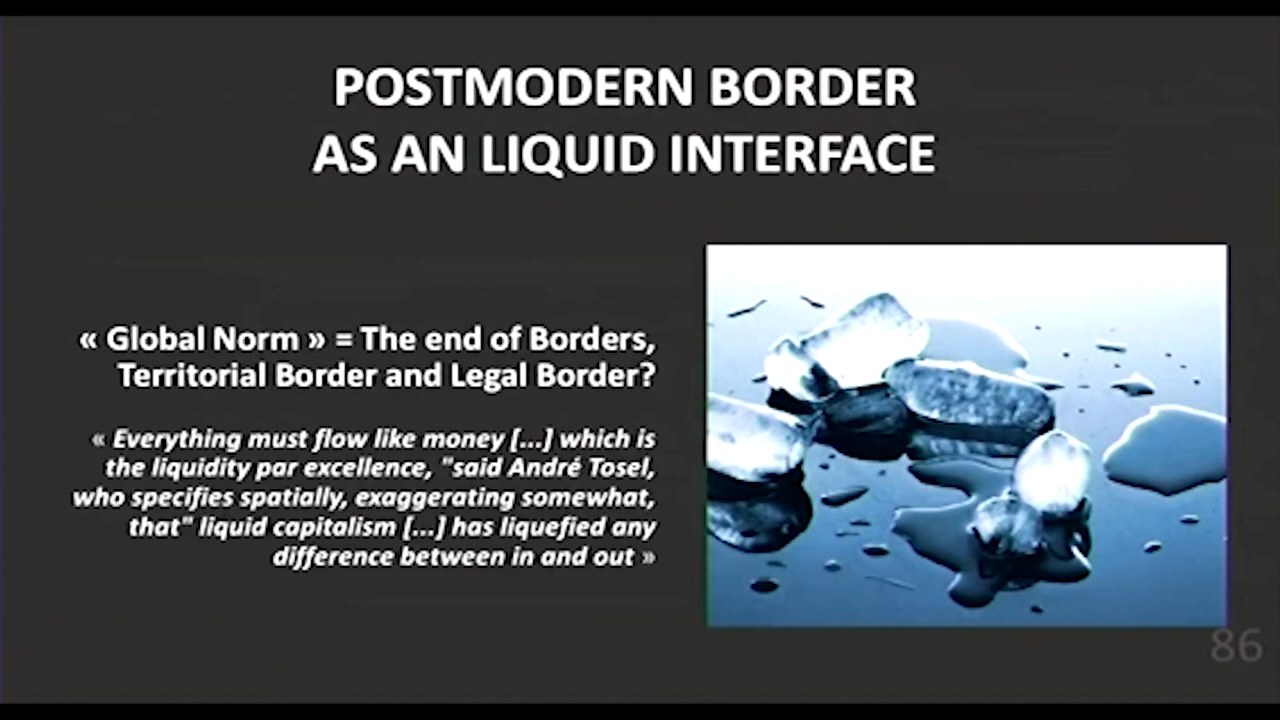 POSTMODERN BORDER
AS AN LIQUID INTERFACE
« Global Norm » = The end of Borders,
Territorial Border and Legal Border?
« Everything must flow like money [...] which is
the liquidity par excellence, "said André Tosel,
who specifies spatially, exaggerating somewhat,
that" liquid capitalism [...] has liquefied any
difference between in and out »
86